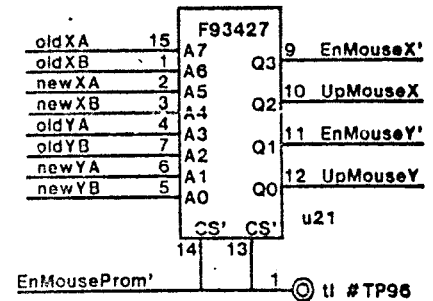 F93427
oldXA 15 A7
oldXB 1 A6
newXA 2 A5
newXB 3 A4
oldYA 4 A3
oldYB 7 A2
newYA 6 A1
newYB 5 A0
Q3 9 EnMouseX'
Q2 10 UpMouseX
Q1 11 EnMouseY'
Q0 12 UpMouseY
u21
CS' CS'
14 13
EnMouseProm' 1 tl #TP96